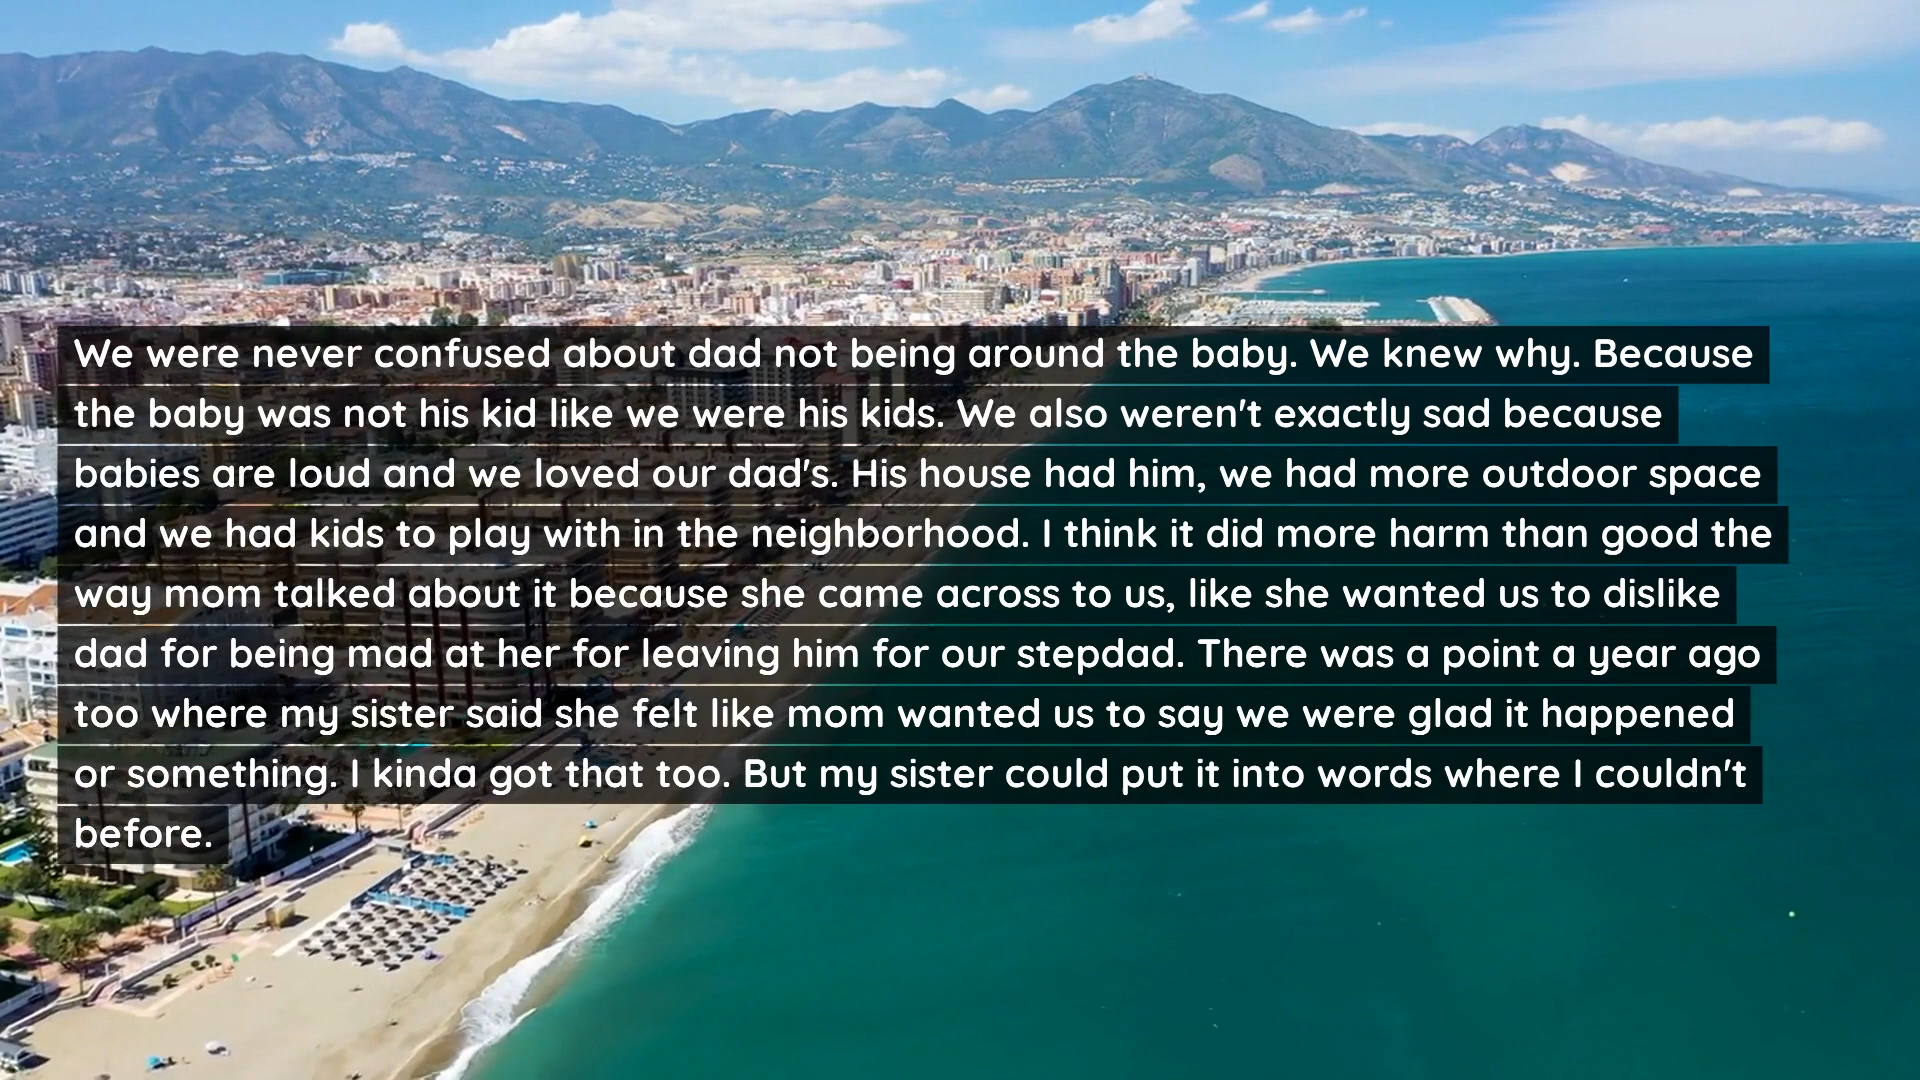 We were never confused about dad not being around the baby. We knew why. Because
the baby was not his kid like we were his kids. We also weren't exactly sad because
babies are loud and we loved our dad's. His house had him, we had more outdoor space
and we had kids to play with in the neighborhood. I think it did more harm than good the
way mom talked about it because she came across to us, like she wanted us to dislike
dad for being mad at her for leaving him for our stepdad. There was a point a year ago
too where my sister said she felt like mom wanted us to say we were glad it happened
or something. I kinda got that too. But my sister could put it into words where I couldn't
before.